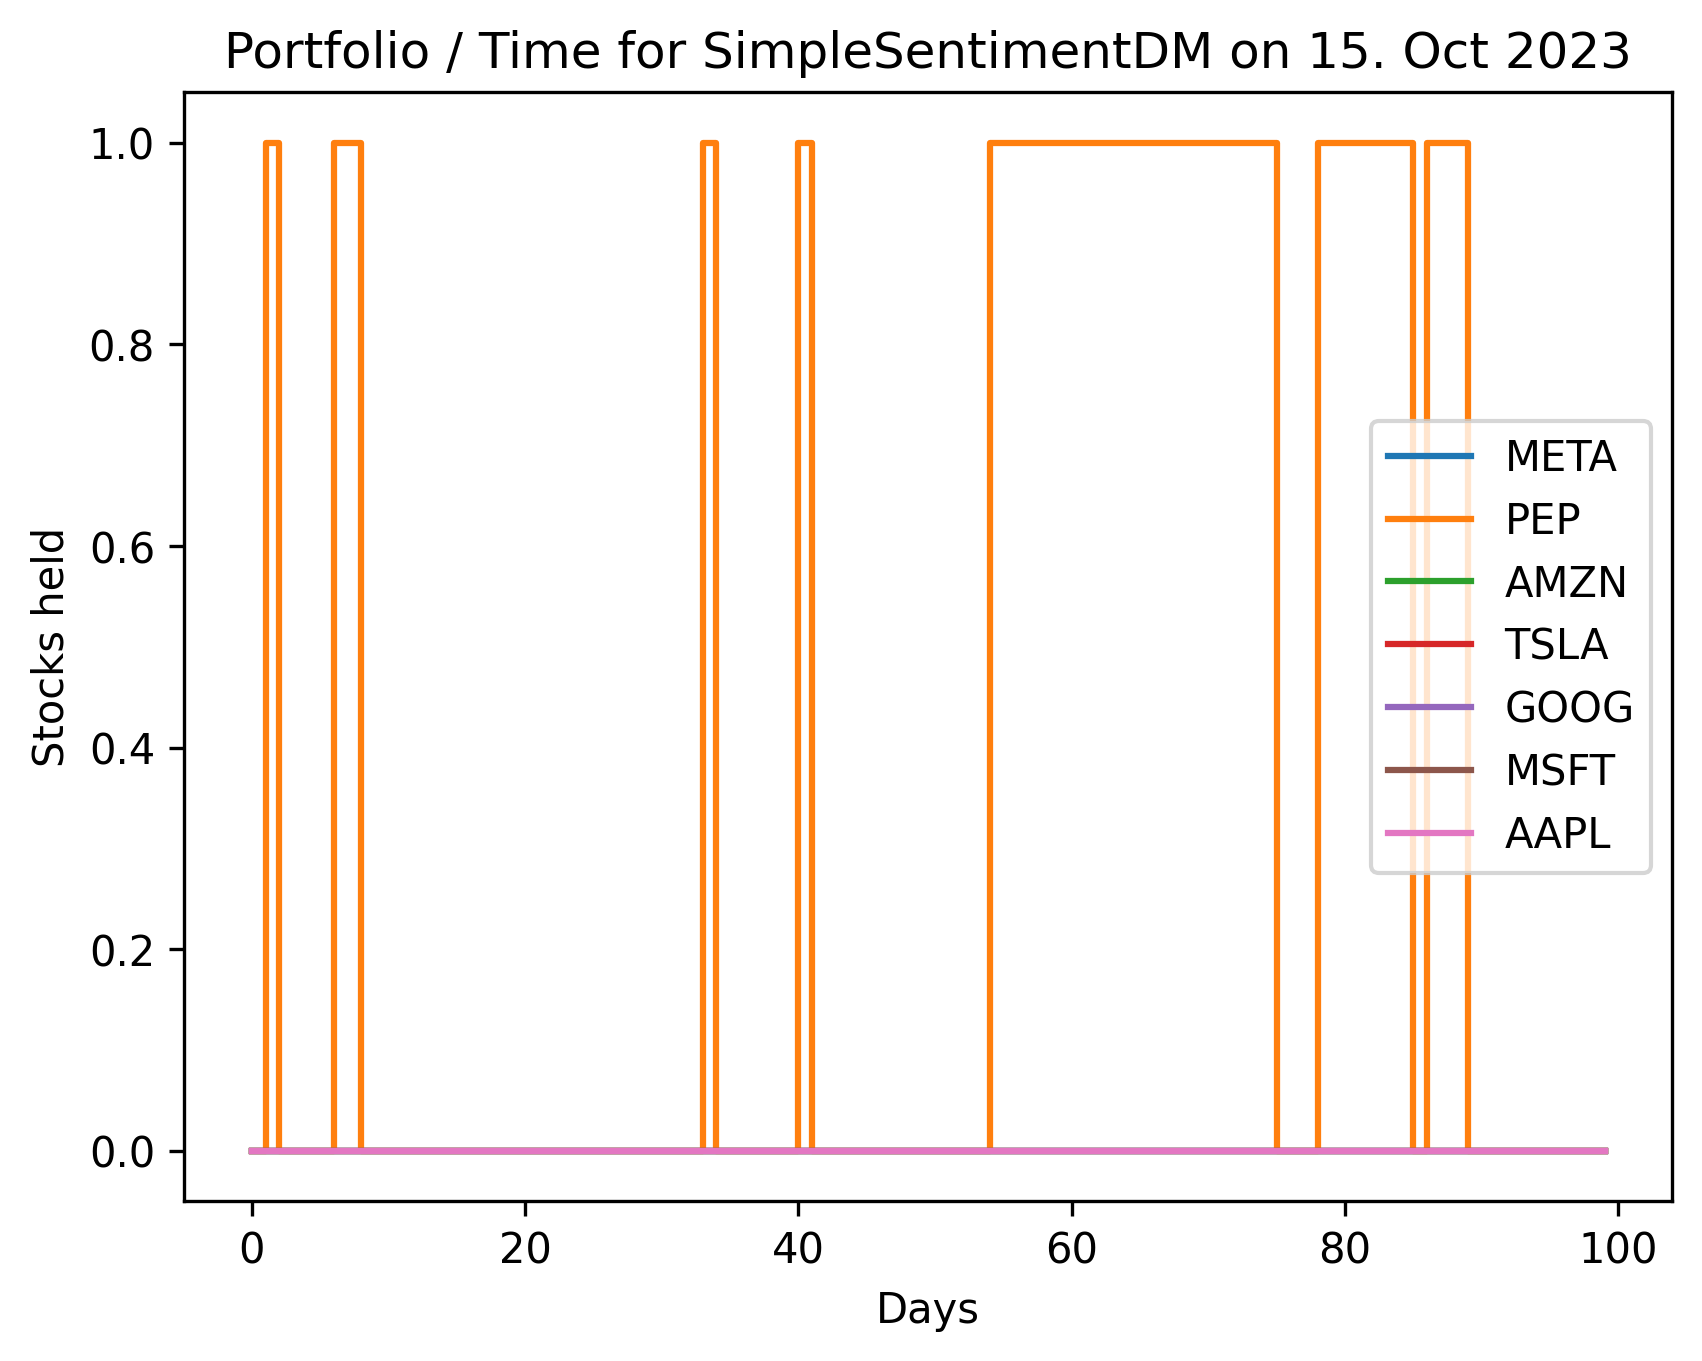 Portfolio / Time for SimpleSentimentDM on 15. Oct 2023
1.0
0.8
0.6
0.4
0.2
0.0
Stocks held
META
PEP
AMZN
TSLA
GOOG
MSFT
AAPL
0 20 40 60 80 100
Days